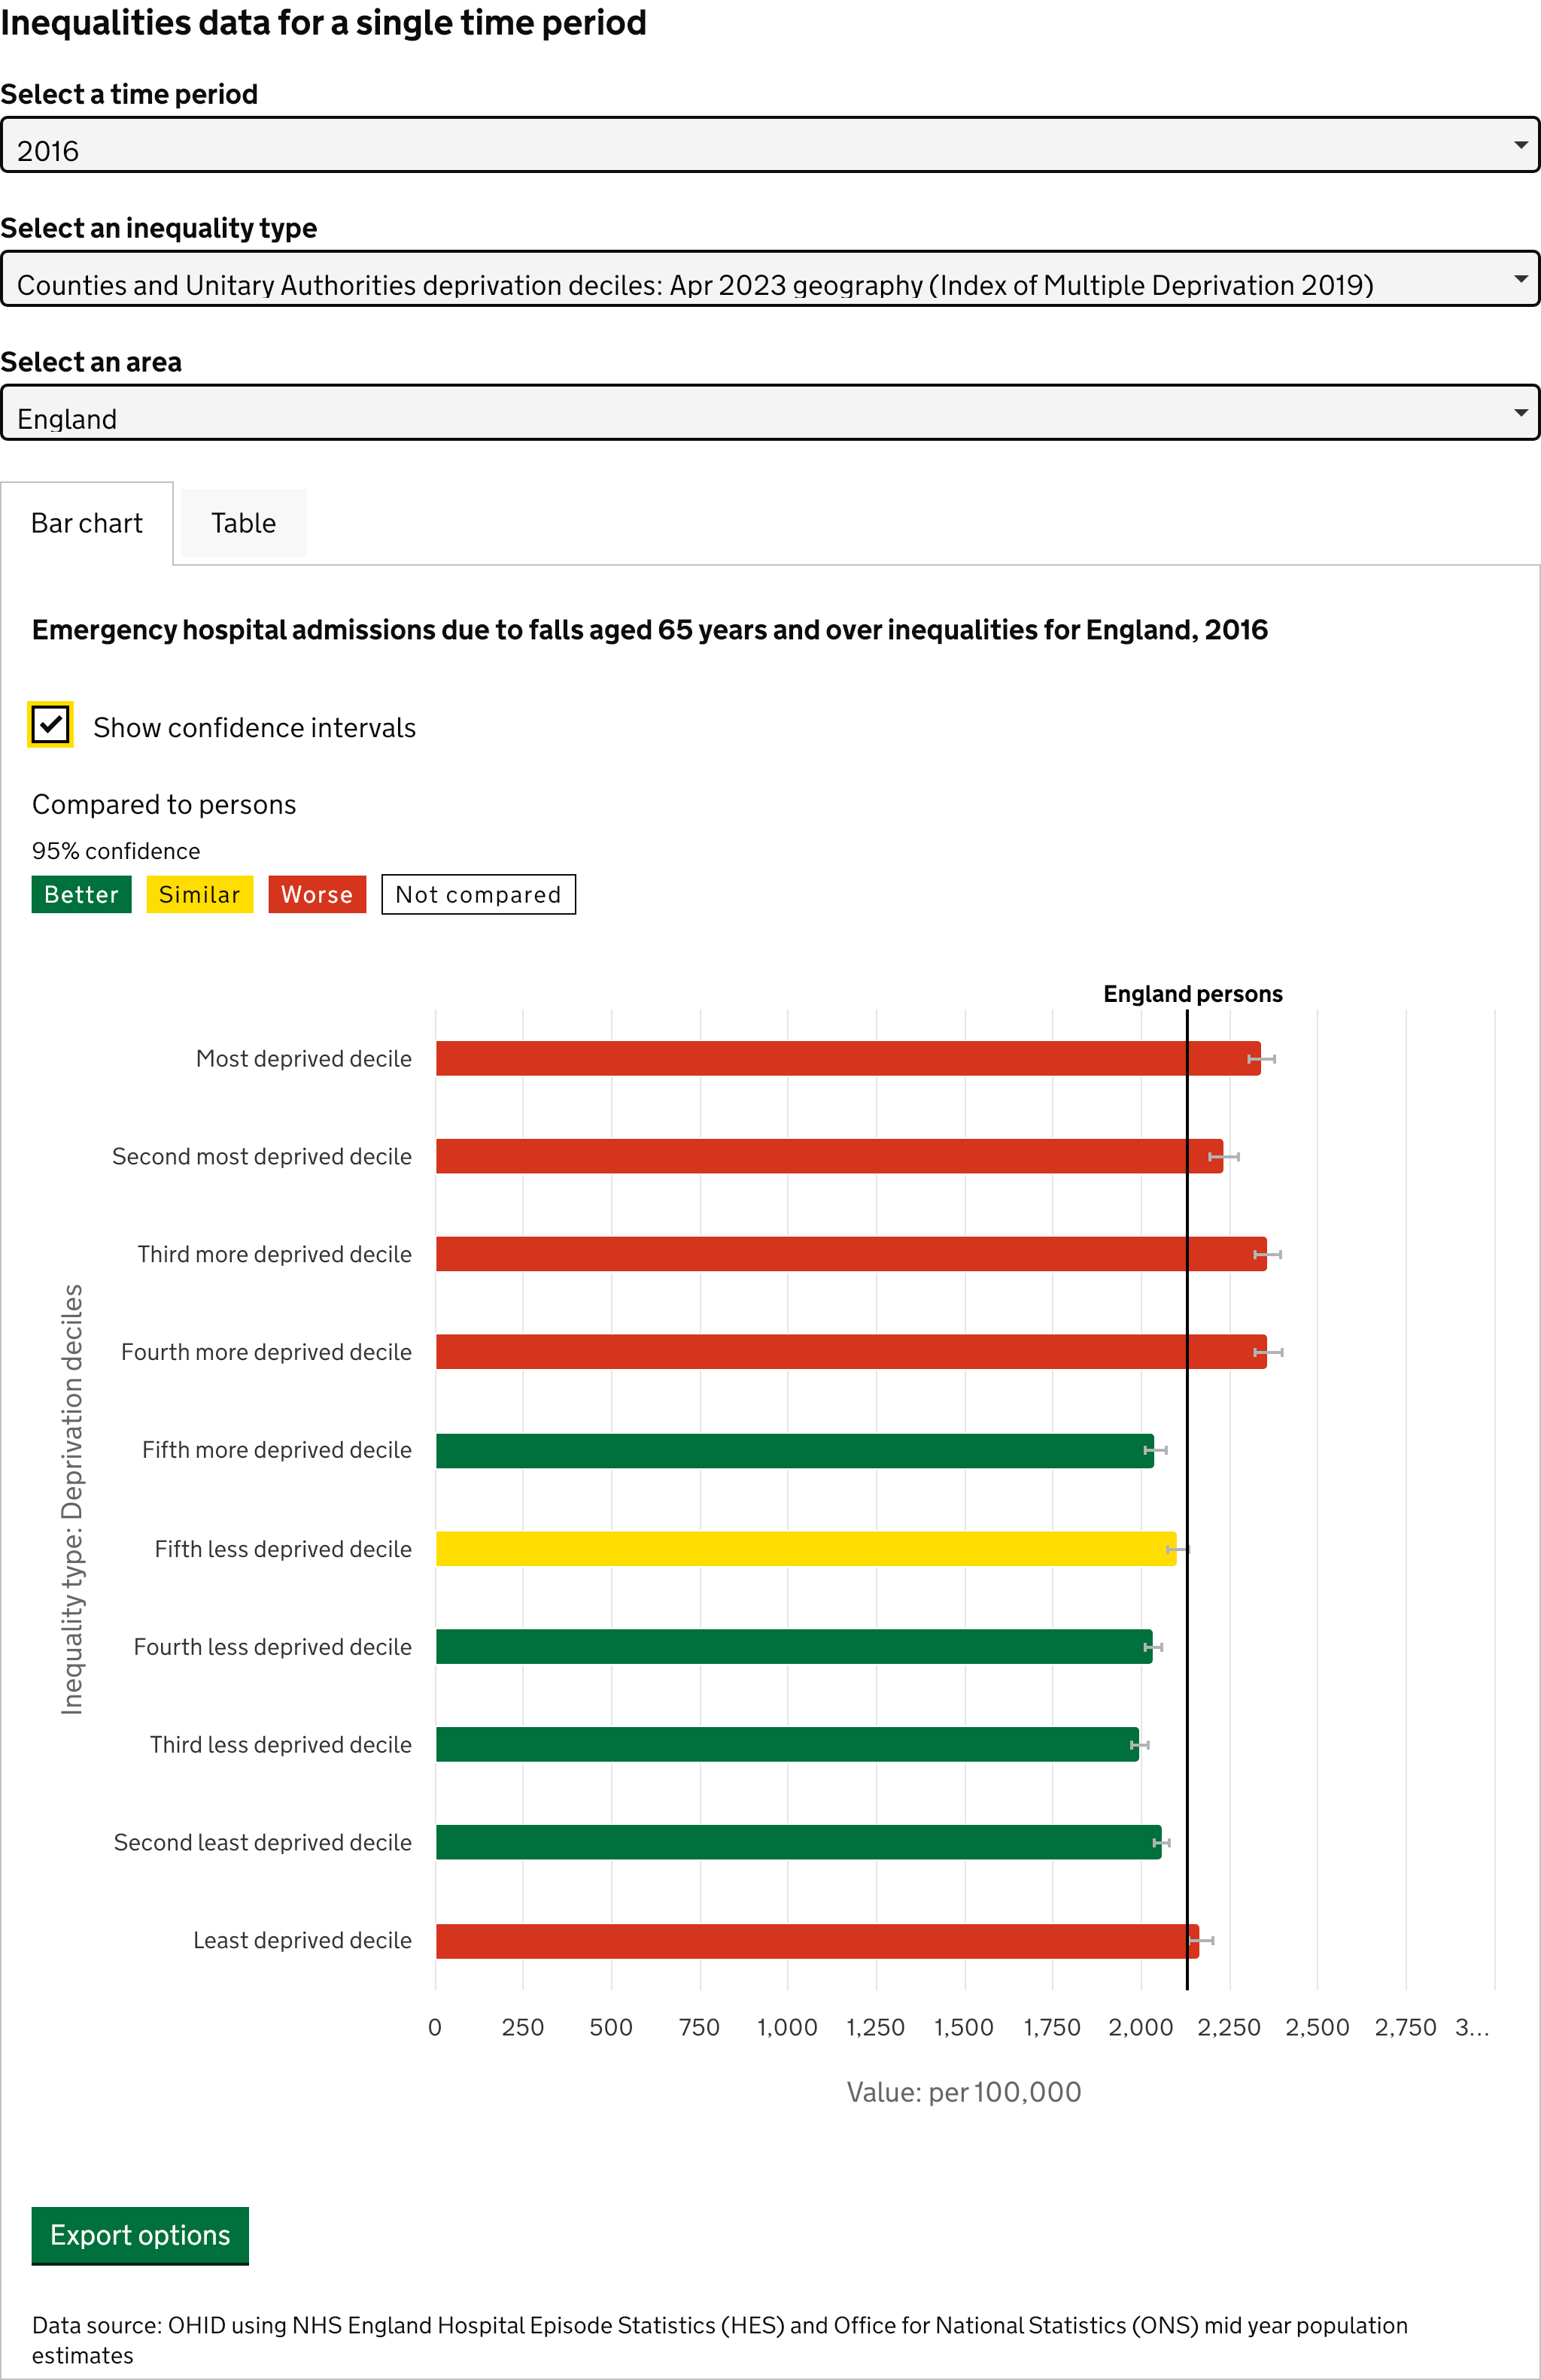 Inequalities data for a single time period
Select a time period
2016
Select an inequality type
Counties and Unitary Authorities deprivation deciles: Apr 2023 geography (Index of Multiple Deprivation 2019)
Select an area
England
Bar chart
Table
Emergency hospital admissions due to falls aged 65 years and over inequalities for England, 2016
Show confidence intervals
Compared to persons
95% confidence
Better
Similar
Worse
Not compared
England persons
Inequality type: Deprivation deciles
Most deprived decile
Second most deprived decile
Third more deprived decile
Fourth more deprived decile
Fifth more deprived decile
Fifth less deprived decile
Fourth less deprived decile
Third less deprived decile
Second least deprived decile
Least deprived decile
0 250 500 750 1,000 1,250 1,500 1,750 2,000 2,250 2,500 2,750 3…
Value: per 100,000
Export options
Data source: OHID using NHS England Hospital Episode Statistics (HES) and Office for National Statistics (ONS) mid year population
estimates